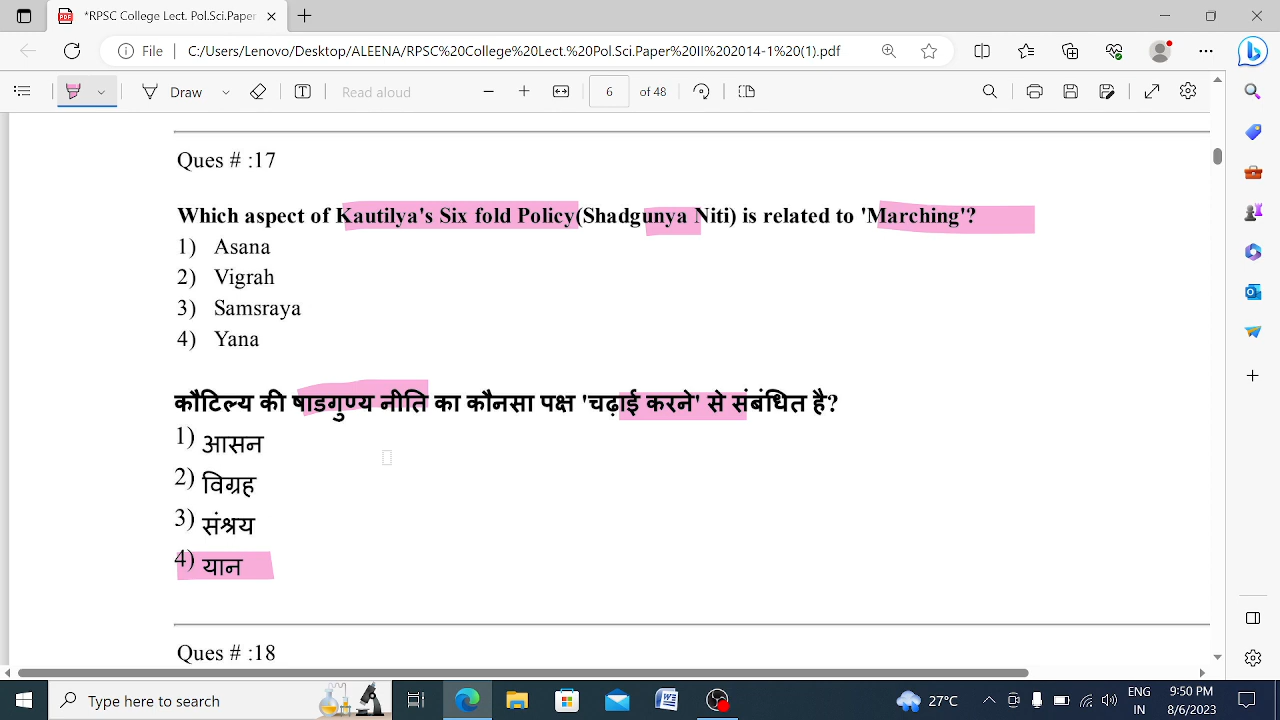 *RPSC College Lect. Pol.Sci.Paper
File C:/Users/Lenovo/Desktop/ALEENA/RPSC%20College%20Lect.%20Pol.Sci.Paper%20II%202014-1%20(1).pdf
Draw Read aloud 6 of 48
Ques # :17
Which aspect of Kautilya's Six fold Policy(Shadgunya Niti) is related to 'Marching'?
1) Asana
2) Vigrah
3) Samsraya
4) Yana
कौटिल्य की षाडगुण्य नीति का कौनसा पक्ष 'चढ़ाई करने' से संबंधित है?
1) आसन
2) विग्रह
3) संश्रय
4) यान
Ques # :18
Type here to search 27°C ENG 9:50 PM
IN 8/6/2023